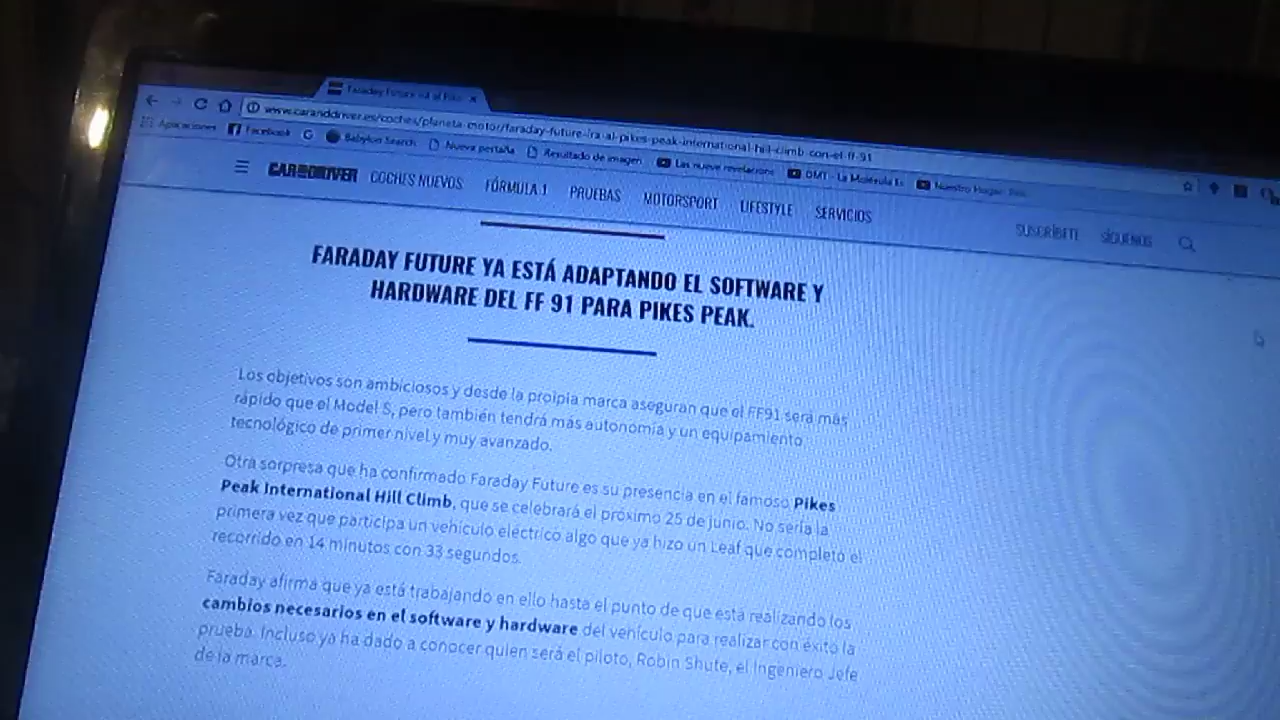 Faraday Future irá al Pike
www.caranddriver.es/coches/planeta-motor/faraday-future-ira-al-pikes-peak-international-hill-climb-con-el-ff-91
Aplicaciones Facebook Babylon Search Nueva pestaña Resultado de imagen Las nueve revelacione DMT - La Molécula Es Nuestro Hogar
CAR AND DRIVER COCHES NUEVOS FÓRMULA 1 PRUEBAS MOTORSPORT LIFESTYLE SERVICIOS SUSCRÍBETE SÍGUENOS
FARADAY FUTURE YA ESTÁ ADAPTANDO EL SOFTWARE Y
HARDWARE DEL FF 91 PARA PIKES PEAK.
Los objetivos son ambiciosos y desde la proipia marca aseguran que el FF91 será más
rápido que el Model S, pero también tendrá más autonomía y un equipamiento
tecnológico de primer nivel y muy avanzado.
Otra sorpresa que ha confirmado Faraday Future es su presencia en el famoso Pikes
Peak International Hill Climb, que se celebrará el próximo 25 de junio. No sería la
primera vez que participa un vehículo eléctrico algo que ya hizo un Leaf que completó el
recorrido en 14 minutos con 33 segundos.
Faraday afirma que ya está trabajando en ello hasta el punto de que está realizando los
cambios necesarios en el software y hardware del vehículo para realizar con éxito la
prueba. Incluso ya ha dado a conocer quien será el piloto, Robin Shute, el Ingeniero Jefe
de la marca.